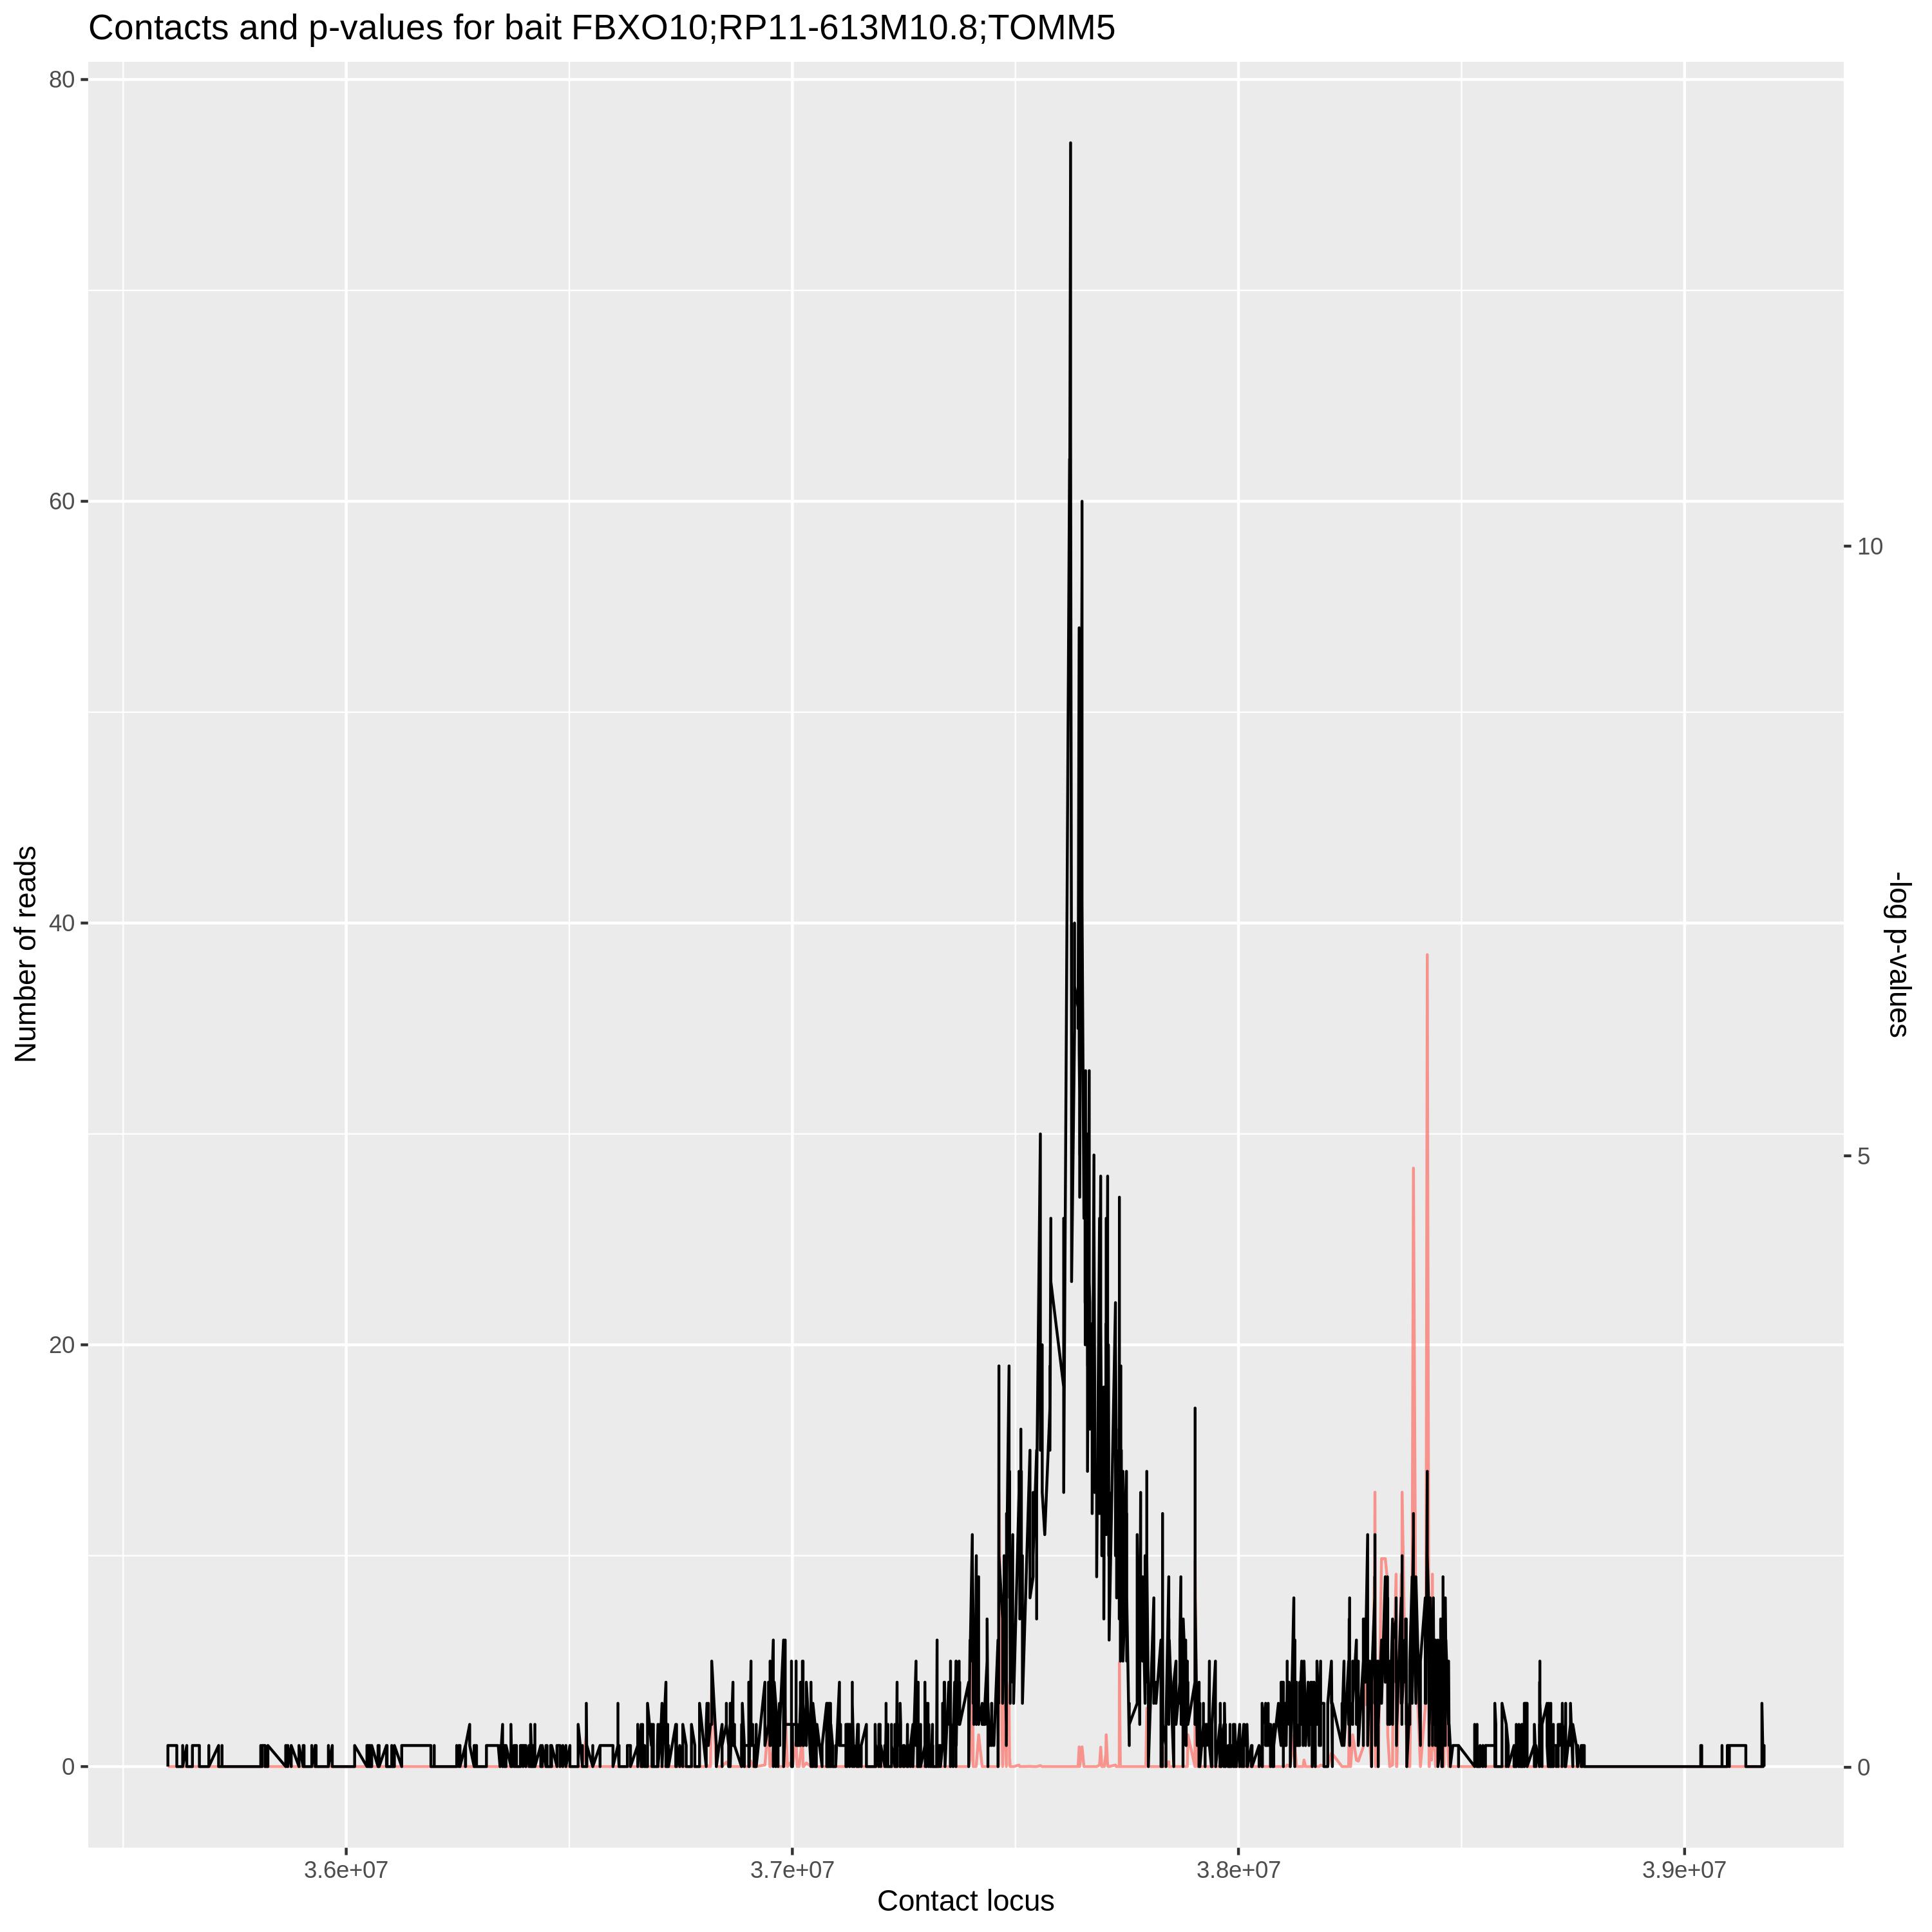 Contacts and p-values for bait FBXO10;RP11-613M10.8;TOMM5
80
60
40
20
0
Number of reads
10
5
0
-log p-values
3.6e+07 3.7e+07 3.8e+07 3.9e+07
Contact locus